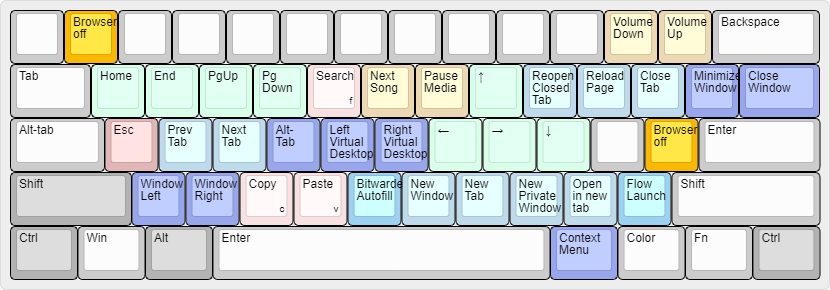 Browser off
Volume Down
Volume Up
Backspace
Tab
Home
End
PgUp
Pg Down
Search
f
Next Song
Pause Media
↑
Reopen Closed Tab
Reload Page
Close Tab
Minimize Window
Close Window
Alt-tab
Esc
Prev Tab
Next Tab
Alt-Tab
Left Virtual Desktop
Right Virtual Desktop
←
→
↓
Browser off
Enter
Shift
Window Left
Window Right
Copy
c
Paste
v
Bitwarde Autofill
New Window
New Tab
New Private Window
Open in new tab
Flow Launch
Shift
Ctrl
Win
Alt
Enter
Context Menu
Color
Fn
Ctrl